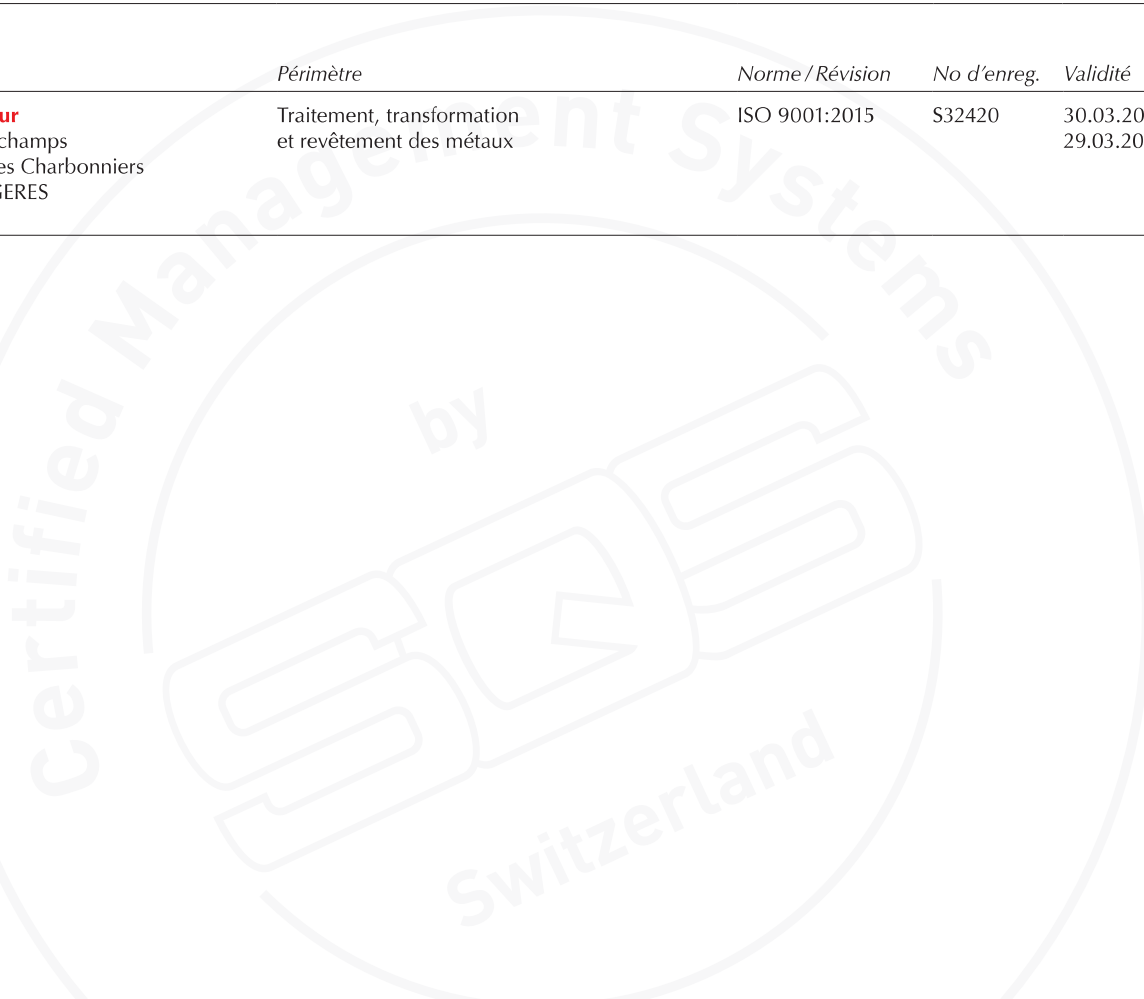 Périmètre Norme / Révision No d’enreg. Validité
ur Traitement, transformation ISO 9001:2015 S32420 30.03.20
champs et revêtement des métaux 29.03.20
es Charbonniers
GERES
Certified Management Systems
by
SQS
Switzerland